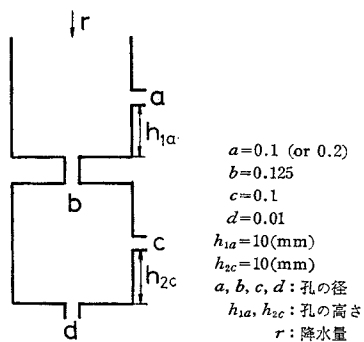 r
a
h1a
b
c
h2c
d
a=0.1 (or 0.2)
b=0.125
c=0.1
d=0.01
h1a=10(mm)
h2c=10(mm)
a, b, c, d : 孔の径
h1a, h2c : 孔の高さ
r : 降水量